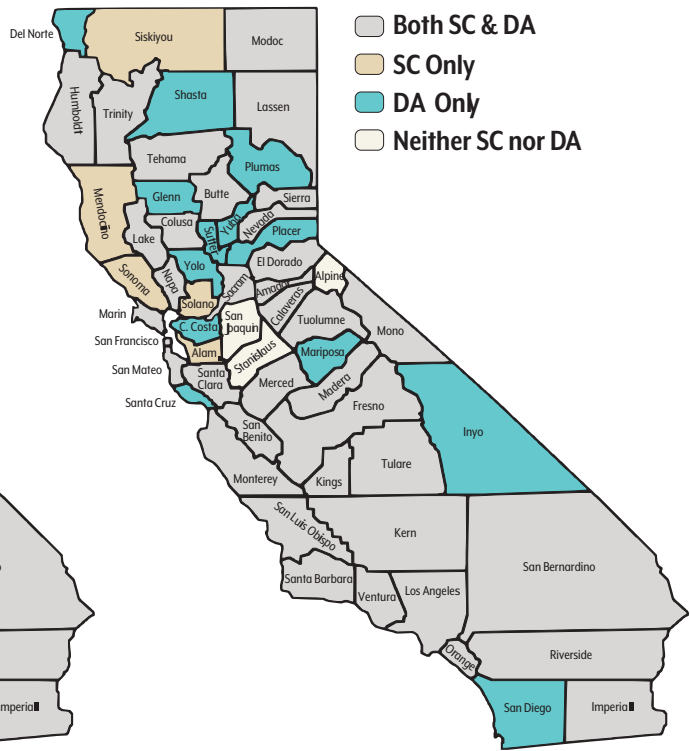 Both SC & DA
SC Only
DA Only
Neither SC nor DA
Del Norte
Siskiyou
Modoc
Humboldt
Trinity
Shasta
Lassen
Tehama
Plumas
Mendocino
Glenn
Butte
Sierra
Colusa
Yuba
Nevada
Lake
Sutter
Placer
Sonoma
Napa
Yolo
El Dorado
Sacram
Amador
Alpine
Solano
Calaveras
Marin
C. Costa
San
Joaquin
Tuolumne
Mono
San Francisco
Alam
Stanislaus
Mariposa
San Mateo
Santa
Clara
Merced
Madera
Santa Cruz
Fresno
San
Benito
Inyo
Monterey
Kings
Tulare
San Luis Obispo
Kern
San Bernardino
Santa Barbara
Ventura
Los Angeles
Orange
Riverside
San Diego
Imperia
mperia